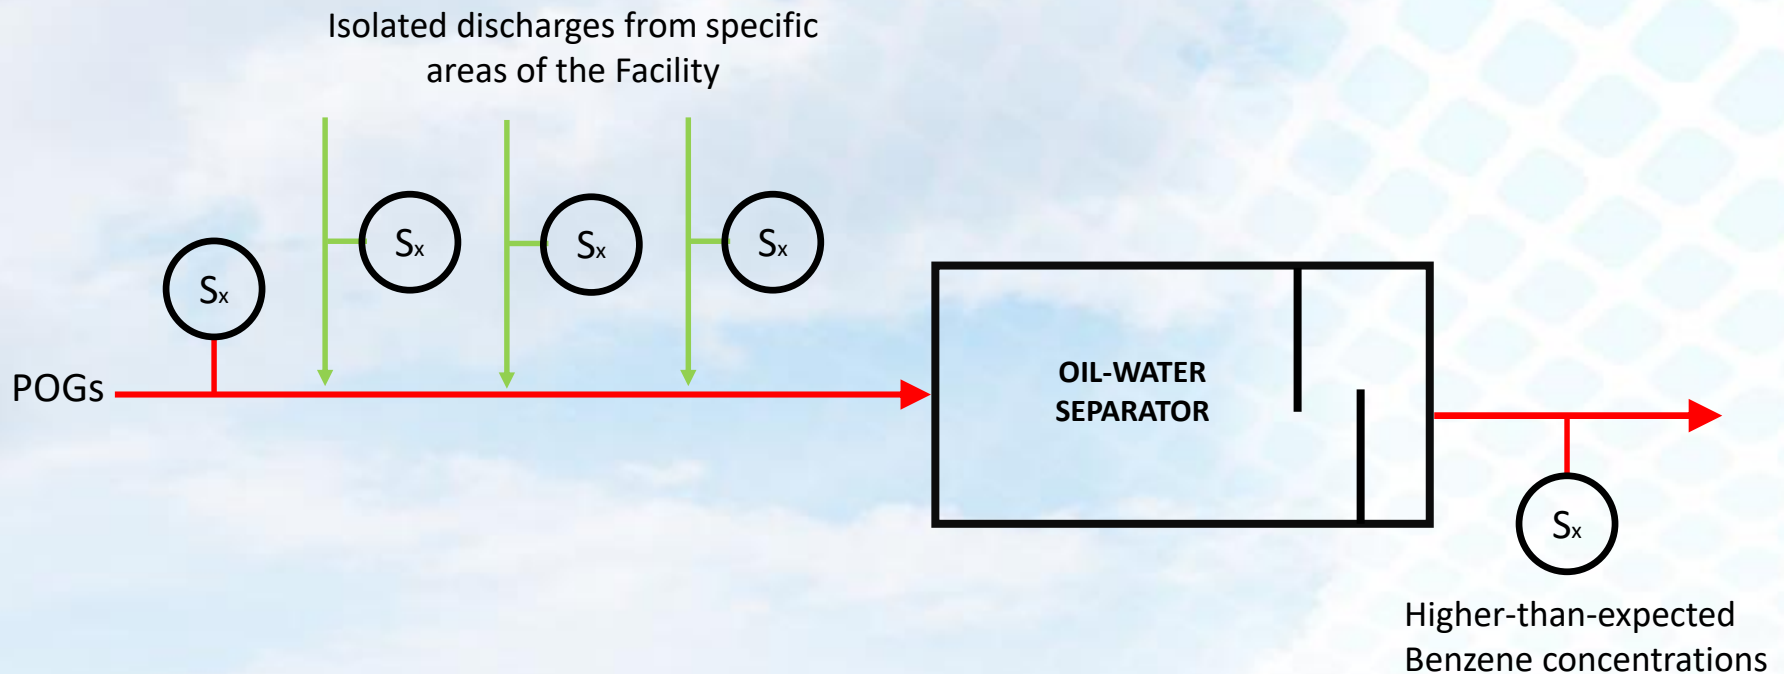 Isolated discharges from specific
areas of the Facility
Sx
Sx
Sx
Sx
POGs
OIL-WATER
SEPARATOR
Sx
Higher-than-expected
Benzene concentrations